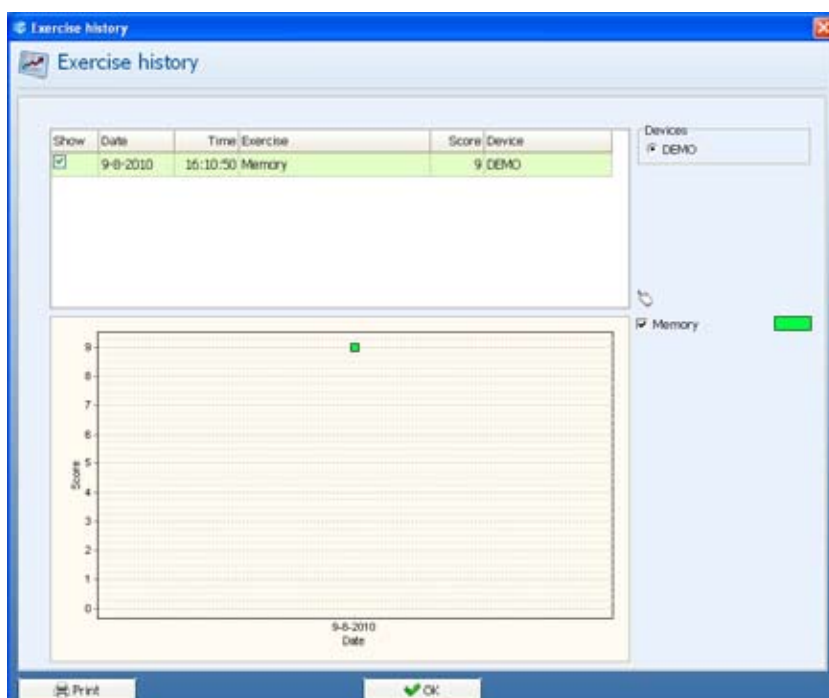 Exercise history
Exercise history
Show Date Time Exercise Score Device
9-8-2010 16:10:50 Memory 9 DEMO
Devices
DEMO
Memory
9
8
7
6
5
4
3
2
1
0
Score
9-8-2010
Date
Print
OK